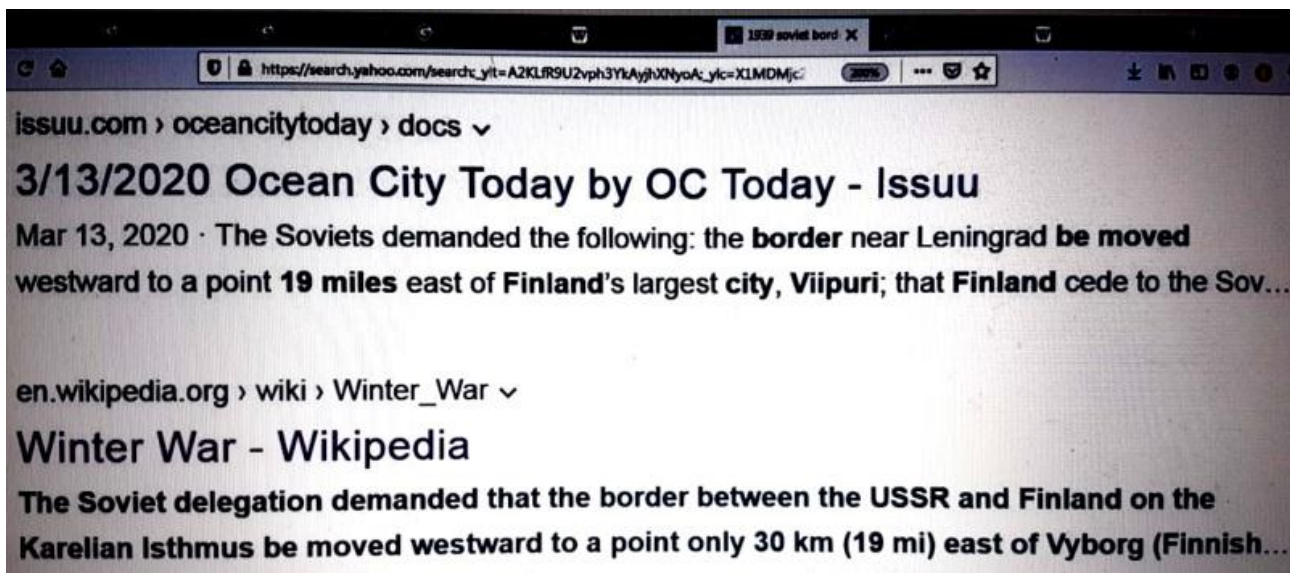 1939 soviet bord
https://search.yahoo.com/search;_ylt=
200%
issuu.com › oceancitytoday › docs
3/13/2020 Ocean City Today by OC Today - Issuu
Mar 13, 2020 · The Soviets demanded the following: the border near Leningrad be moved
westward to a point 19 miles east of Finland's largest city, Viipuri; that Finland cede to the Sov...
en.wikipedia.org › wiki › Winter_War
Winter War - Wikipedia
The Soviet delegation demanded that the border between the USSR and Finland on the
Karelian Isthmus be moved westward to a point only 30 km (19 mi) east of Vyborg (Finnish...